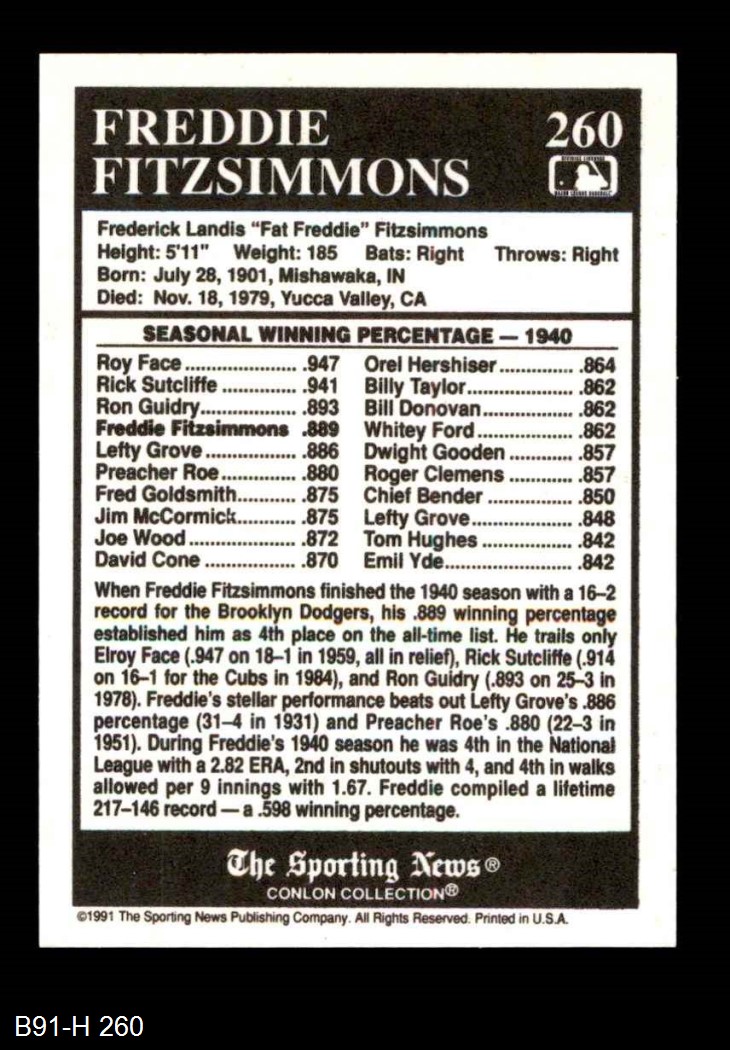 FREDDIE 260
FITZSIMMONS
Frederick Landis "Fat Freddie" Fitzsimmons
Height: 5'11" Weight: 185 Bats: Right Throws: Right
Born: July 28, 1901, Mishawaka, IN
Died: Nov. 18, 1979, Yucca Valley, CA
SEASONAL WINNING PERCENTAGE — 1940
Roy Face ..................... .947 Orel Hershiser .............. .864
Rick Sutcliffe .............. .941 Billy Taylor .................... .862
Ron Guidry .................. .893 Bill Donovan ................. .862
Freddie Fitzsimmons .889 Whitey Ford ................. .862
Lefty Grove ................. .886 Dwight Gooden ............ .857
Preacher Roe .............. .880 Roger Clemens ............ .857
Fred Goldsmith ........... .875 Chief Bender ................ .850
Jim McCormick ........... .875 Lefty Grove ................... .848
Joe Wood .................... .872 Tom Hughes ................. .842
David Cone ................. .870 Emil Yde ........................ .842
When Freddie Fitzsimmons finished the 1940 season with a 16–2
record for the Brooklyn Dodgers, his .889 winning percentage
established him as 4th place on the all-time list. He trails only
Elroy Face (.947 on 18–1 in 1959, all in relief), Rick Sutcliffe (.914
on 16–1 for the Cubs in 1984), and Ron Guidry (.893 on 25–3 in
1978). Freddie's stellar performance beats out Lefty Grove's .886
percentage (31–4 in 1931) and Preacher Roe's .880 (22–3 in
1951). During Freddie's 1940 season he was 4th in the National
League with a 2.82 ERA, 2nd in shutouts with 4, and 4th in walks
allowed per 9 innings with 1.67. Freddie compiled a lifetime
217–146 record — a .598 winning percentage.
The Sporting News ®
CONLON COLLECTION®
©1991 The Sporting News Publishing Company. All Rights Reserved. Printed in U.S.A.
B91-H 260